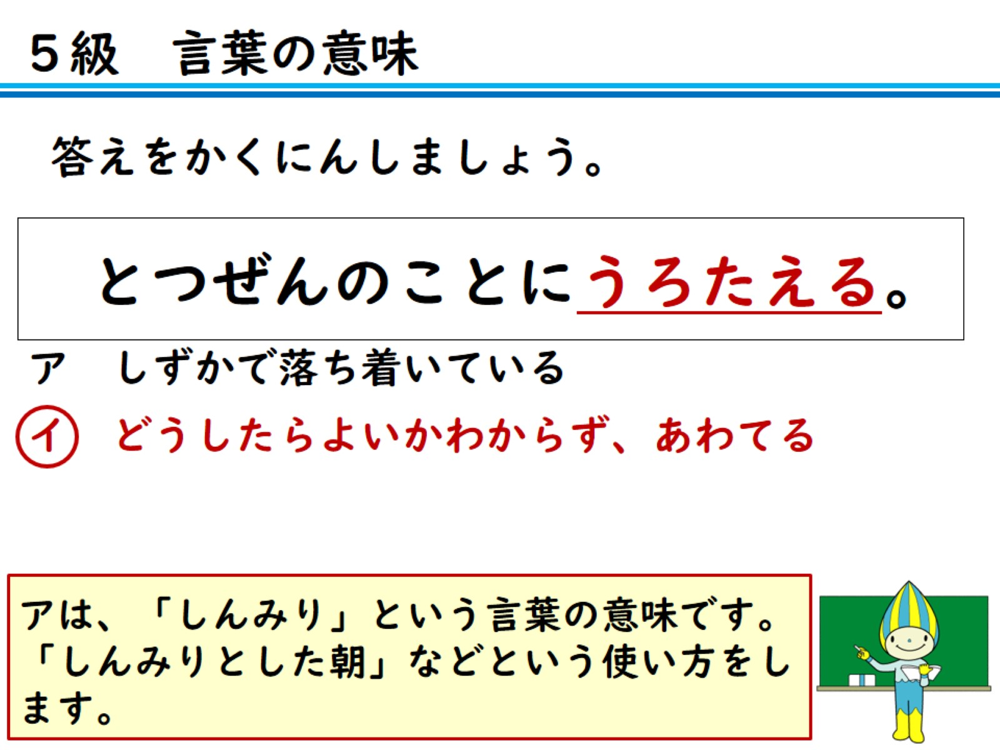 ５級　言葉の意味
答えをかくにんしましょう。
とつぜんのことにうろたえる。
ア　しずかで落ち着いている
イ　どうしたらよいかわからず、あわてる
アは、「しんみり」という言葉の意味です。
「しんみりとした朝」などという使い方をし
ます。